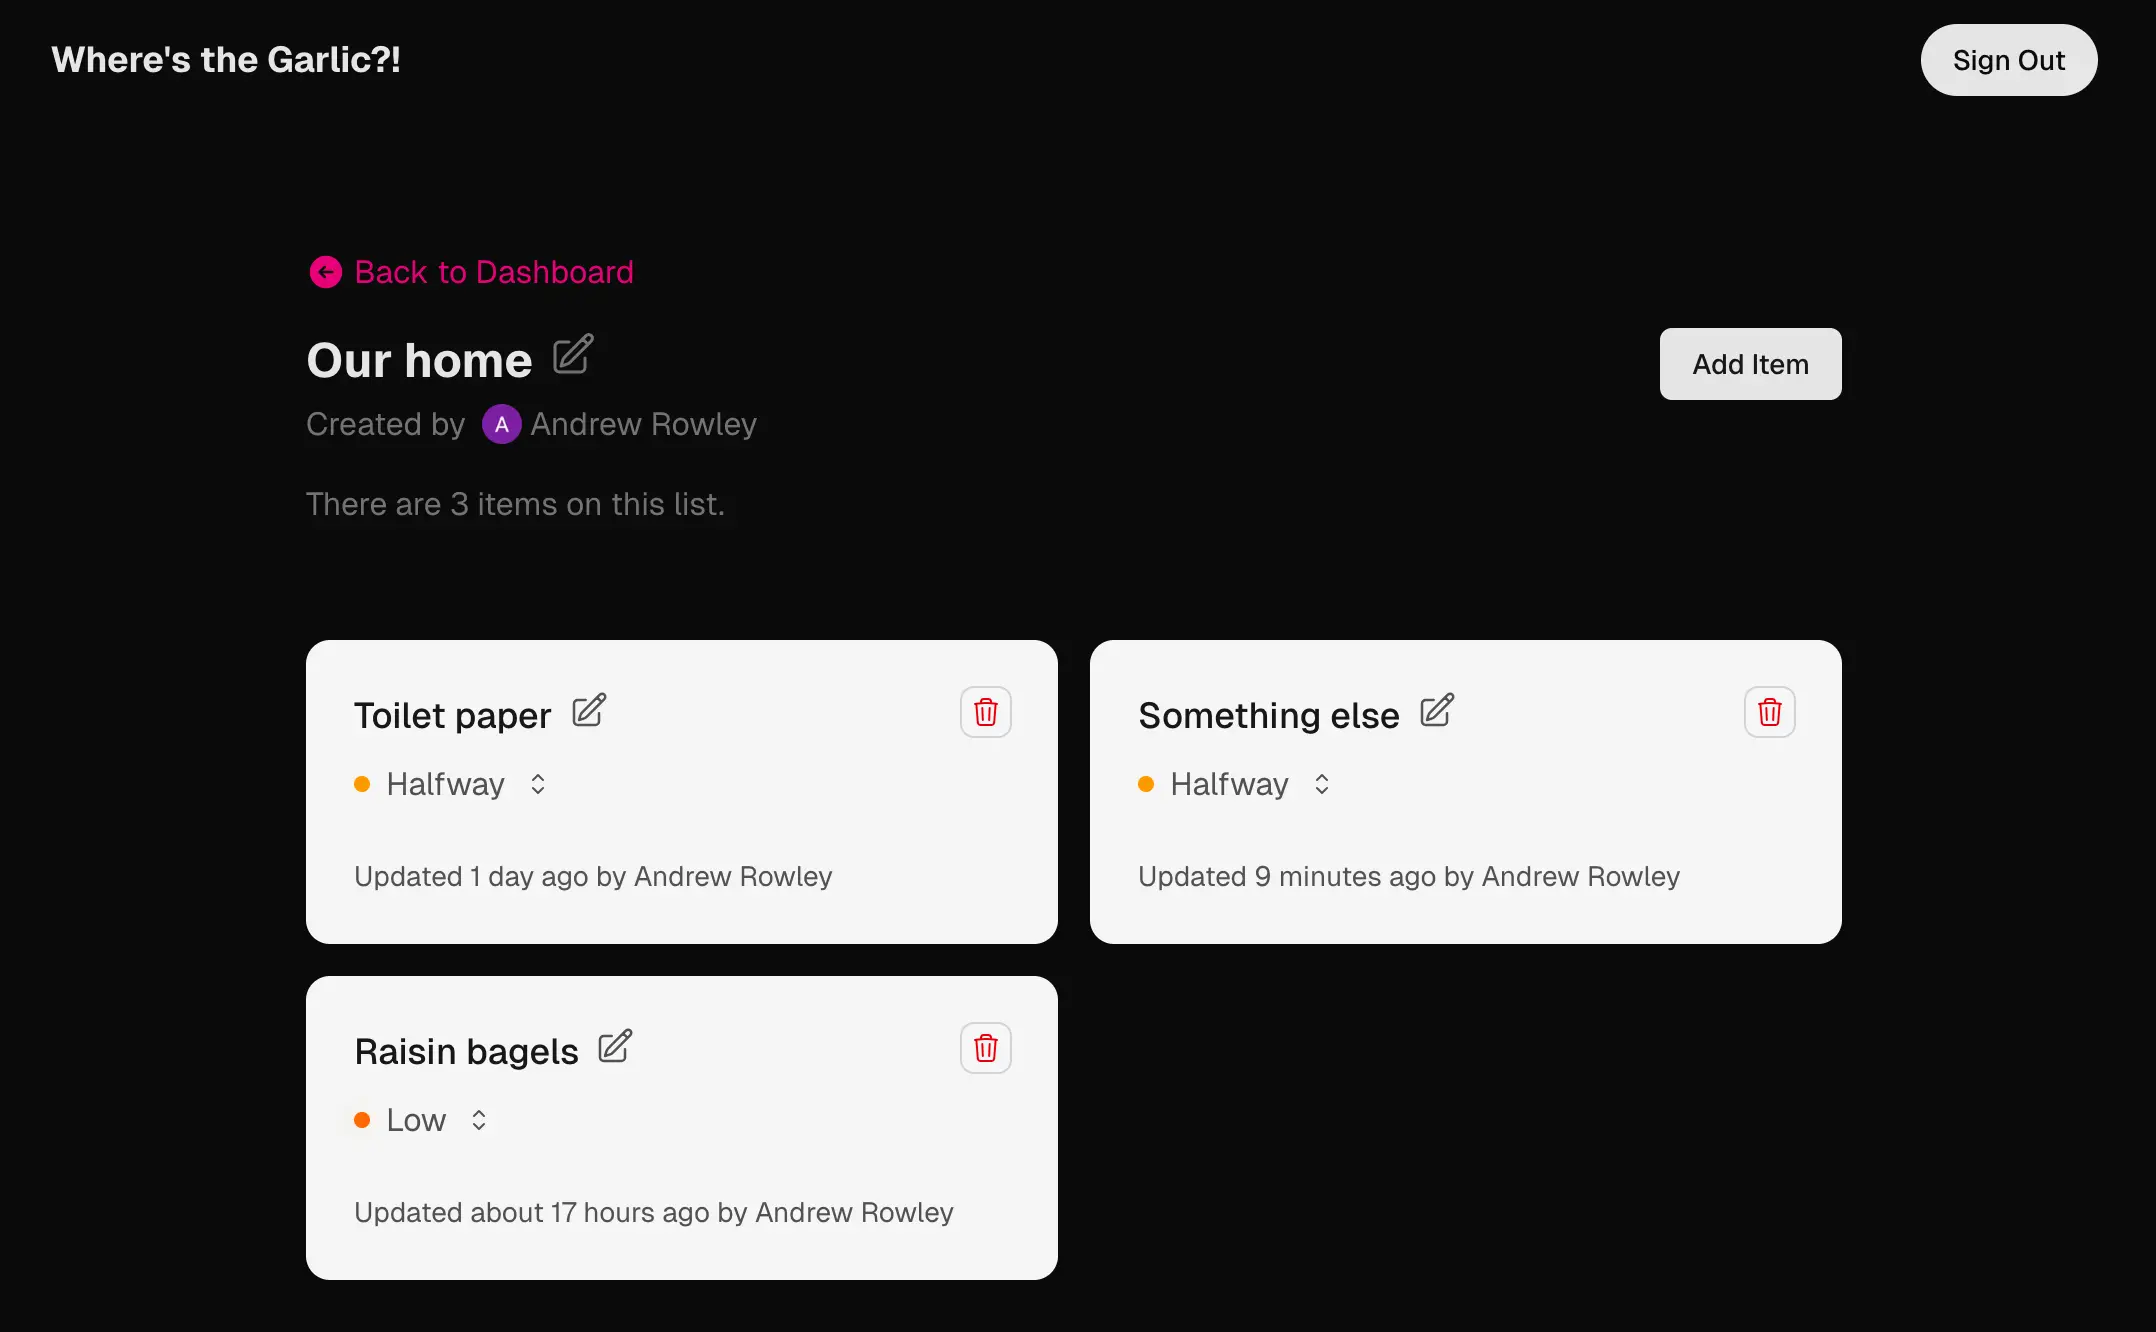 Where's the Garlic?!
Sign Out
Back to Dashboard
Our home
Add Item
Created by A Andrew Rowley
There are 3 items on this list.
Toilet paper
Halfway
Updated 1 day ago by Andrew Rowley
Something else
Halfway
Updated 9 minutes ago by Andrew Rowley
Raisin bagels
Low
Updated about 17 hours ago by Andrew Rowley